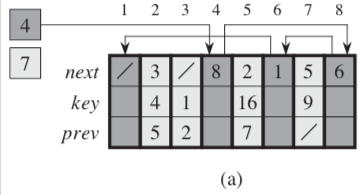 1 2 3 4 5 6 7 8
4
7
next / 3 / 8 2 1 5 6
key 4 1 16 9
prev 5 2 7 /
(a)